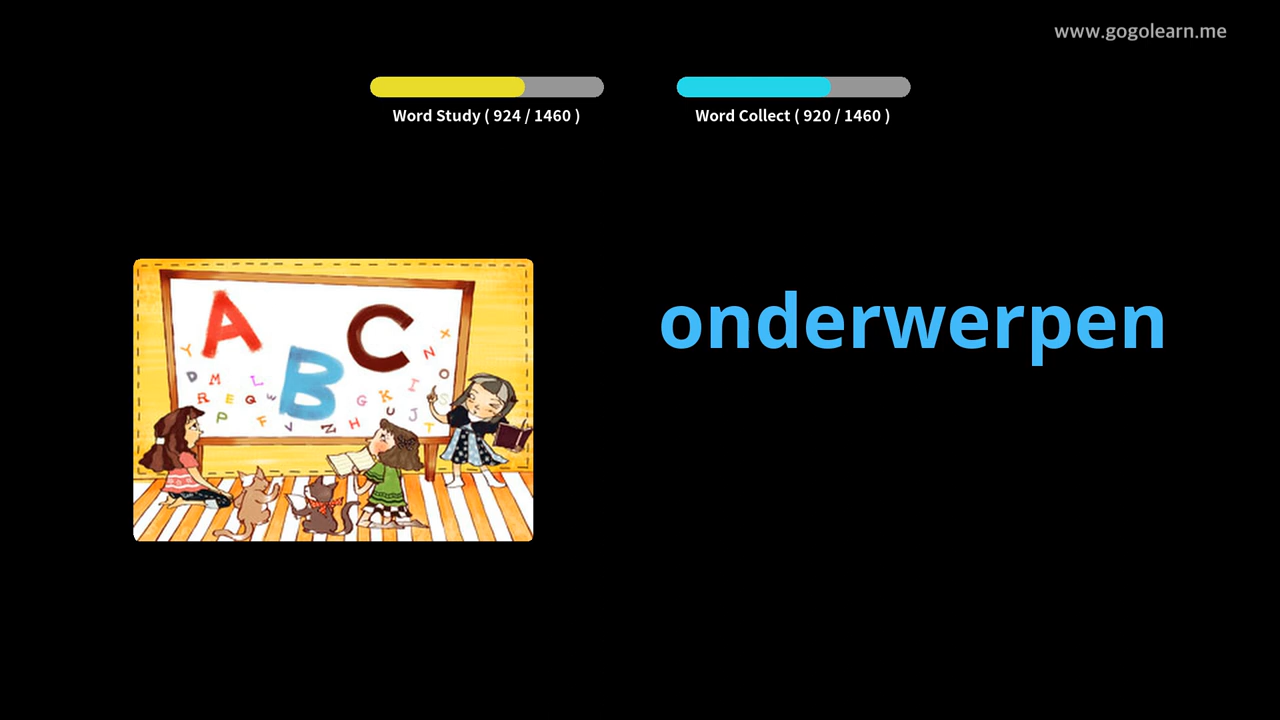 www.gogolearn.me
Word Study ( 924 / 1460 )
Word Collect ( 920 / 1460 )
onderwerpen
A
B
C
Y
X
N
D
M
L
O
R
E
Q
W
G
K
I
S
P
F
V
Z
H
U
J
T